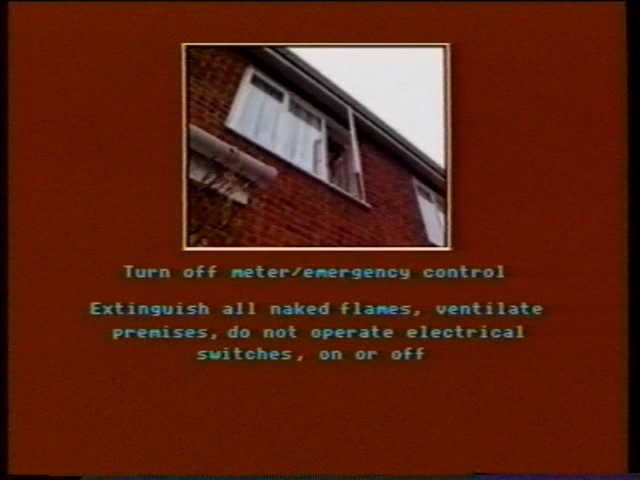 Turn off meter/emergency control
Extinguish all naked flames, ventilate
premises, do not operate electrical
switches, on or off